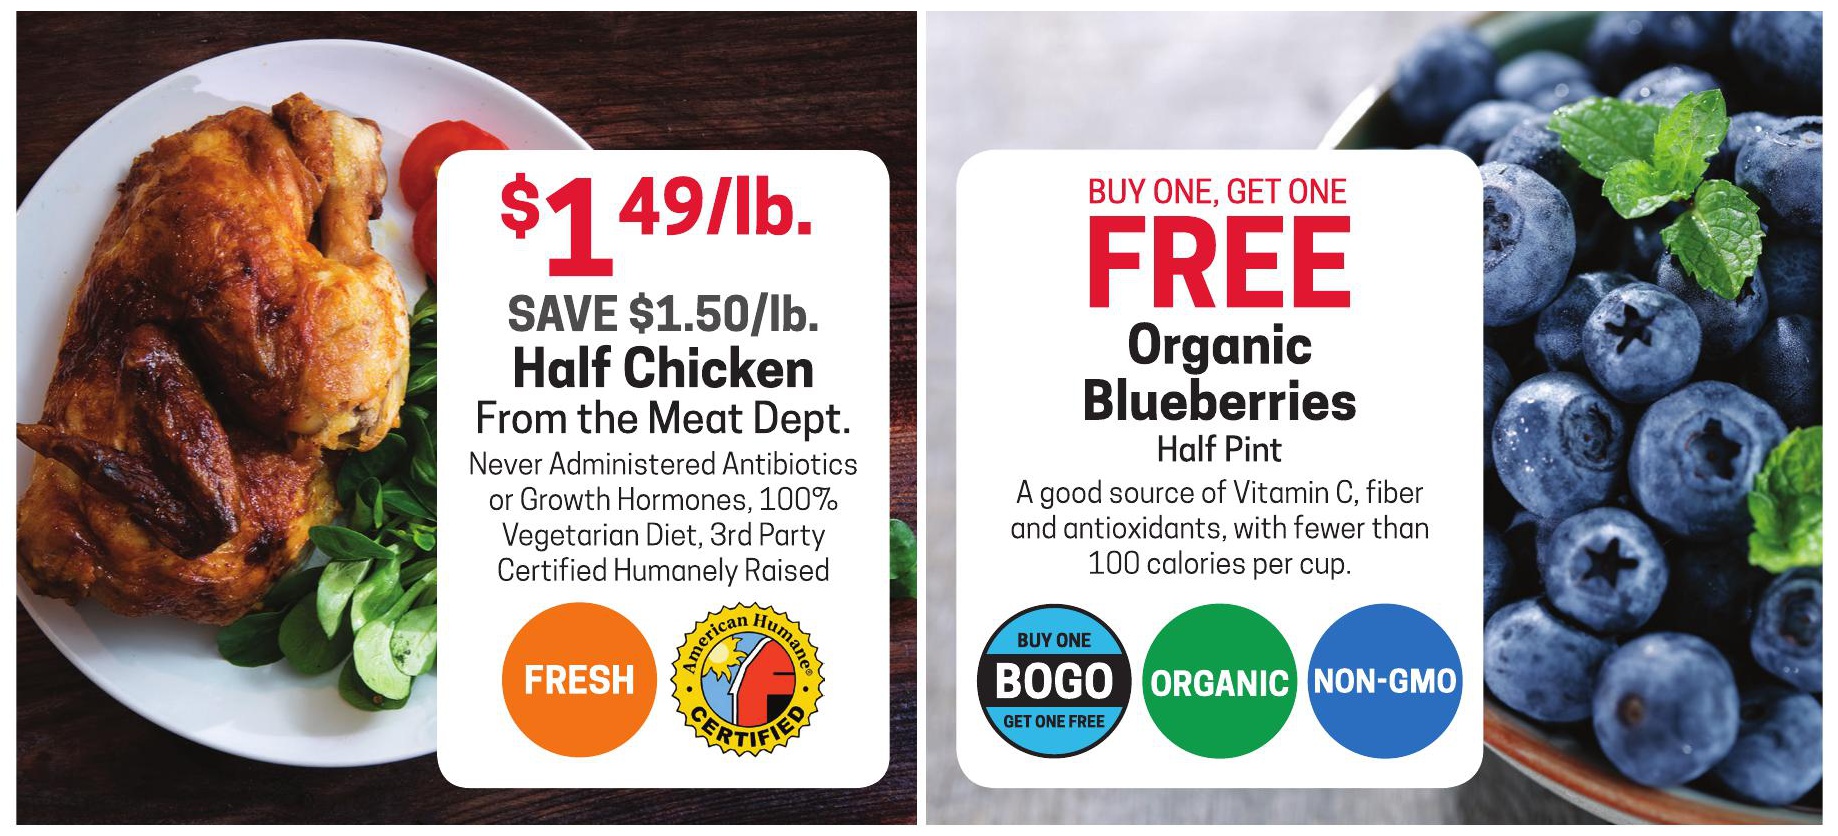 $1 49/lb.
SAVE $1.50/lb.
Half Chicken
From the Meat Dept.
Never Administered Antibiotics
or Growth Hormones, 100%
Vegetarian Diet, 3rd Party
Certified Humanely Raised
FRESH
American Humane®
CERTIFIED
BUY ONE, GET ONE
FREE
Organic
Blueberries
Half Pint
A good source of Vitamin C, fiber
and antioxidants, with fewer than
100 calories per cup.
BUY ONE
BOGO
GET ONE FREE
ORGANIC
NON-GMO